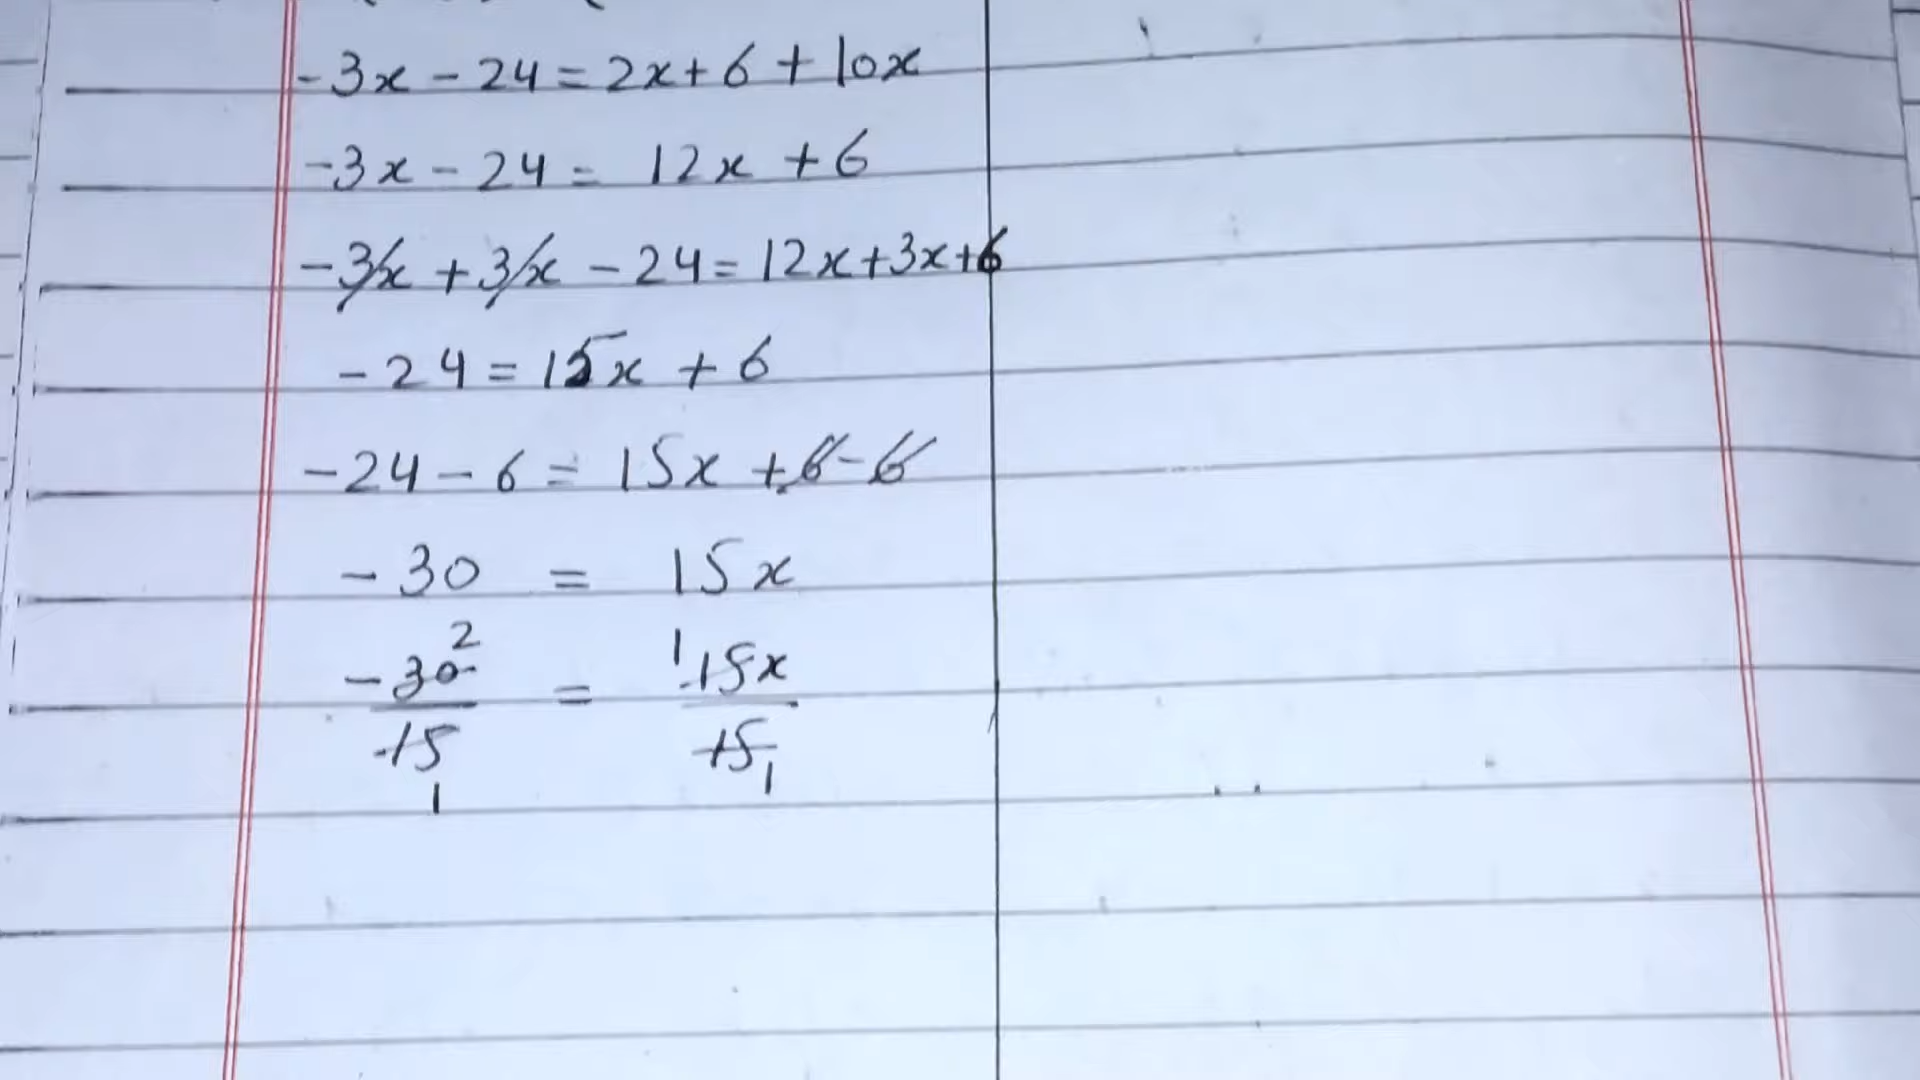 -3x - 24 = 2x + 6 + 10x
-3x - 24 = 12x + 6
-3x + 3x - 24 = 12x + 3x + 6
-24 = 15x + 6
-24 - 6 = 15x + 6 - 6
-30 = 15x
2 1
-30 = 15x
15 15
1 1